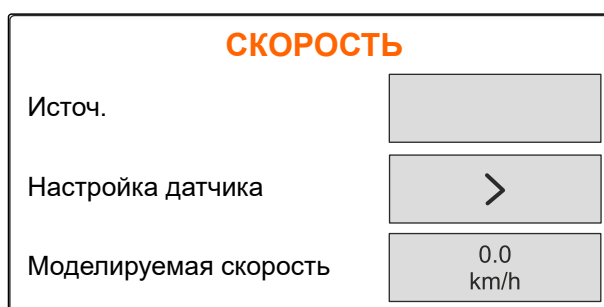 СКОРОСТЬ
Источ.
Настройка датчика
Моделируемая скорость
0.0
km/h